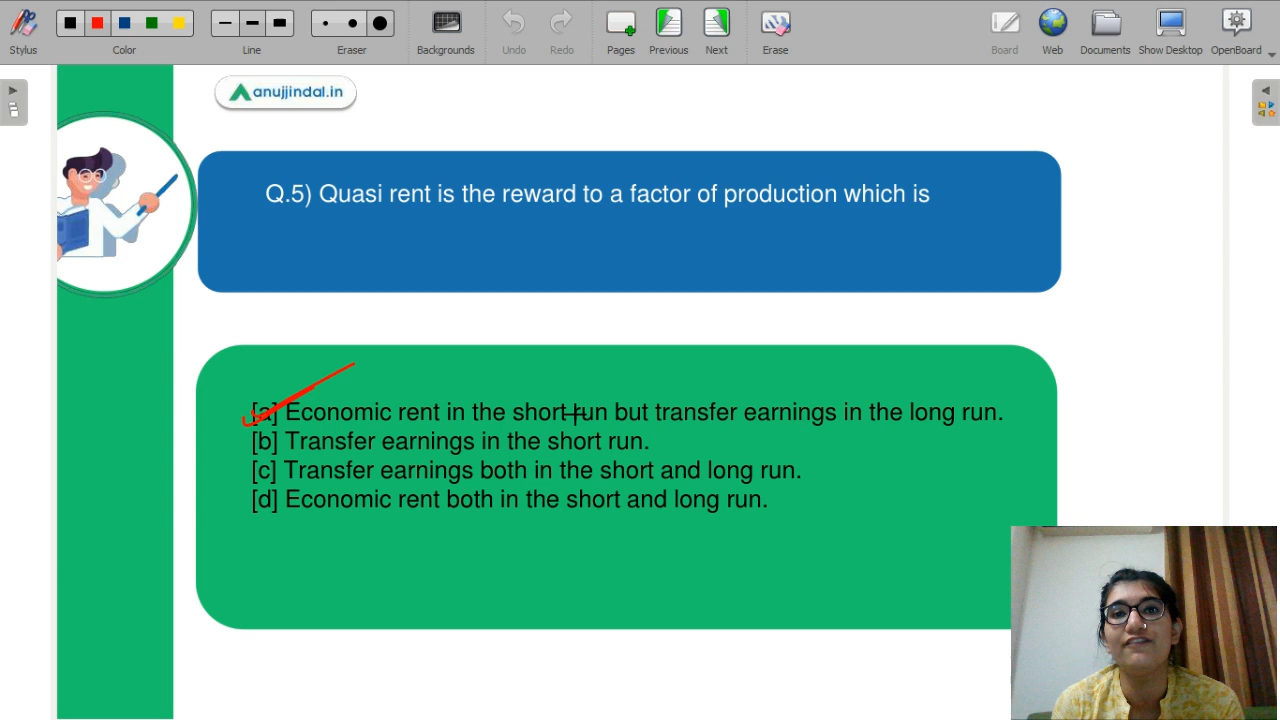 Stylus
Color
Line
Eraser
Backgrounds
Undo
Redo
Pages
Previous
Next
Erase
Board
Web
Documents
Show Desktop
OpenBoard
anujjindal.in
Q.5) Quasi rent is the reward to a factor of production which is
[a] Economic rent in the short run but transfer earnings in the long run.
[b] Transfer earnings in the short run.
[c] Transfer earnings both in the short and long run.
[d] Economic rent both in the short and long run.